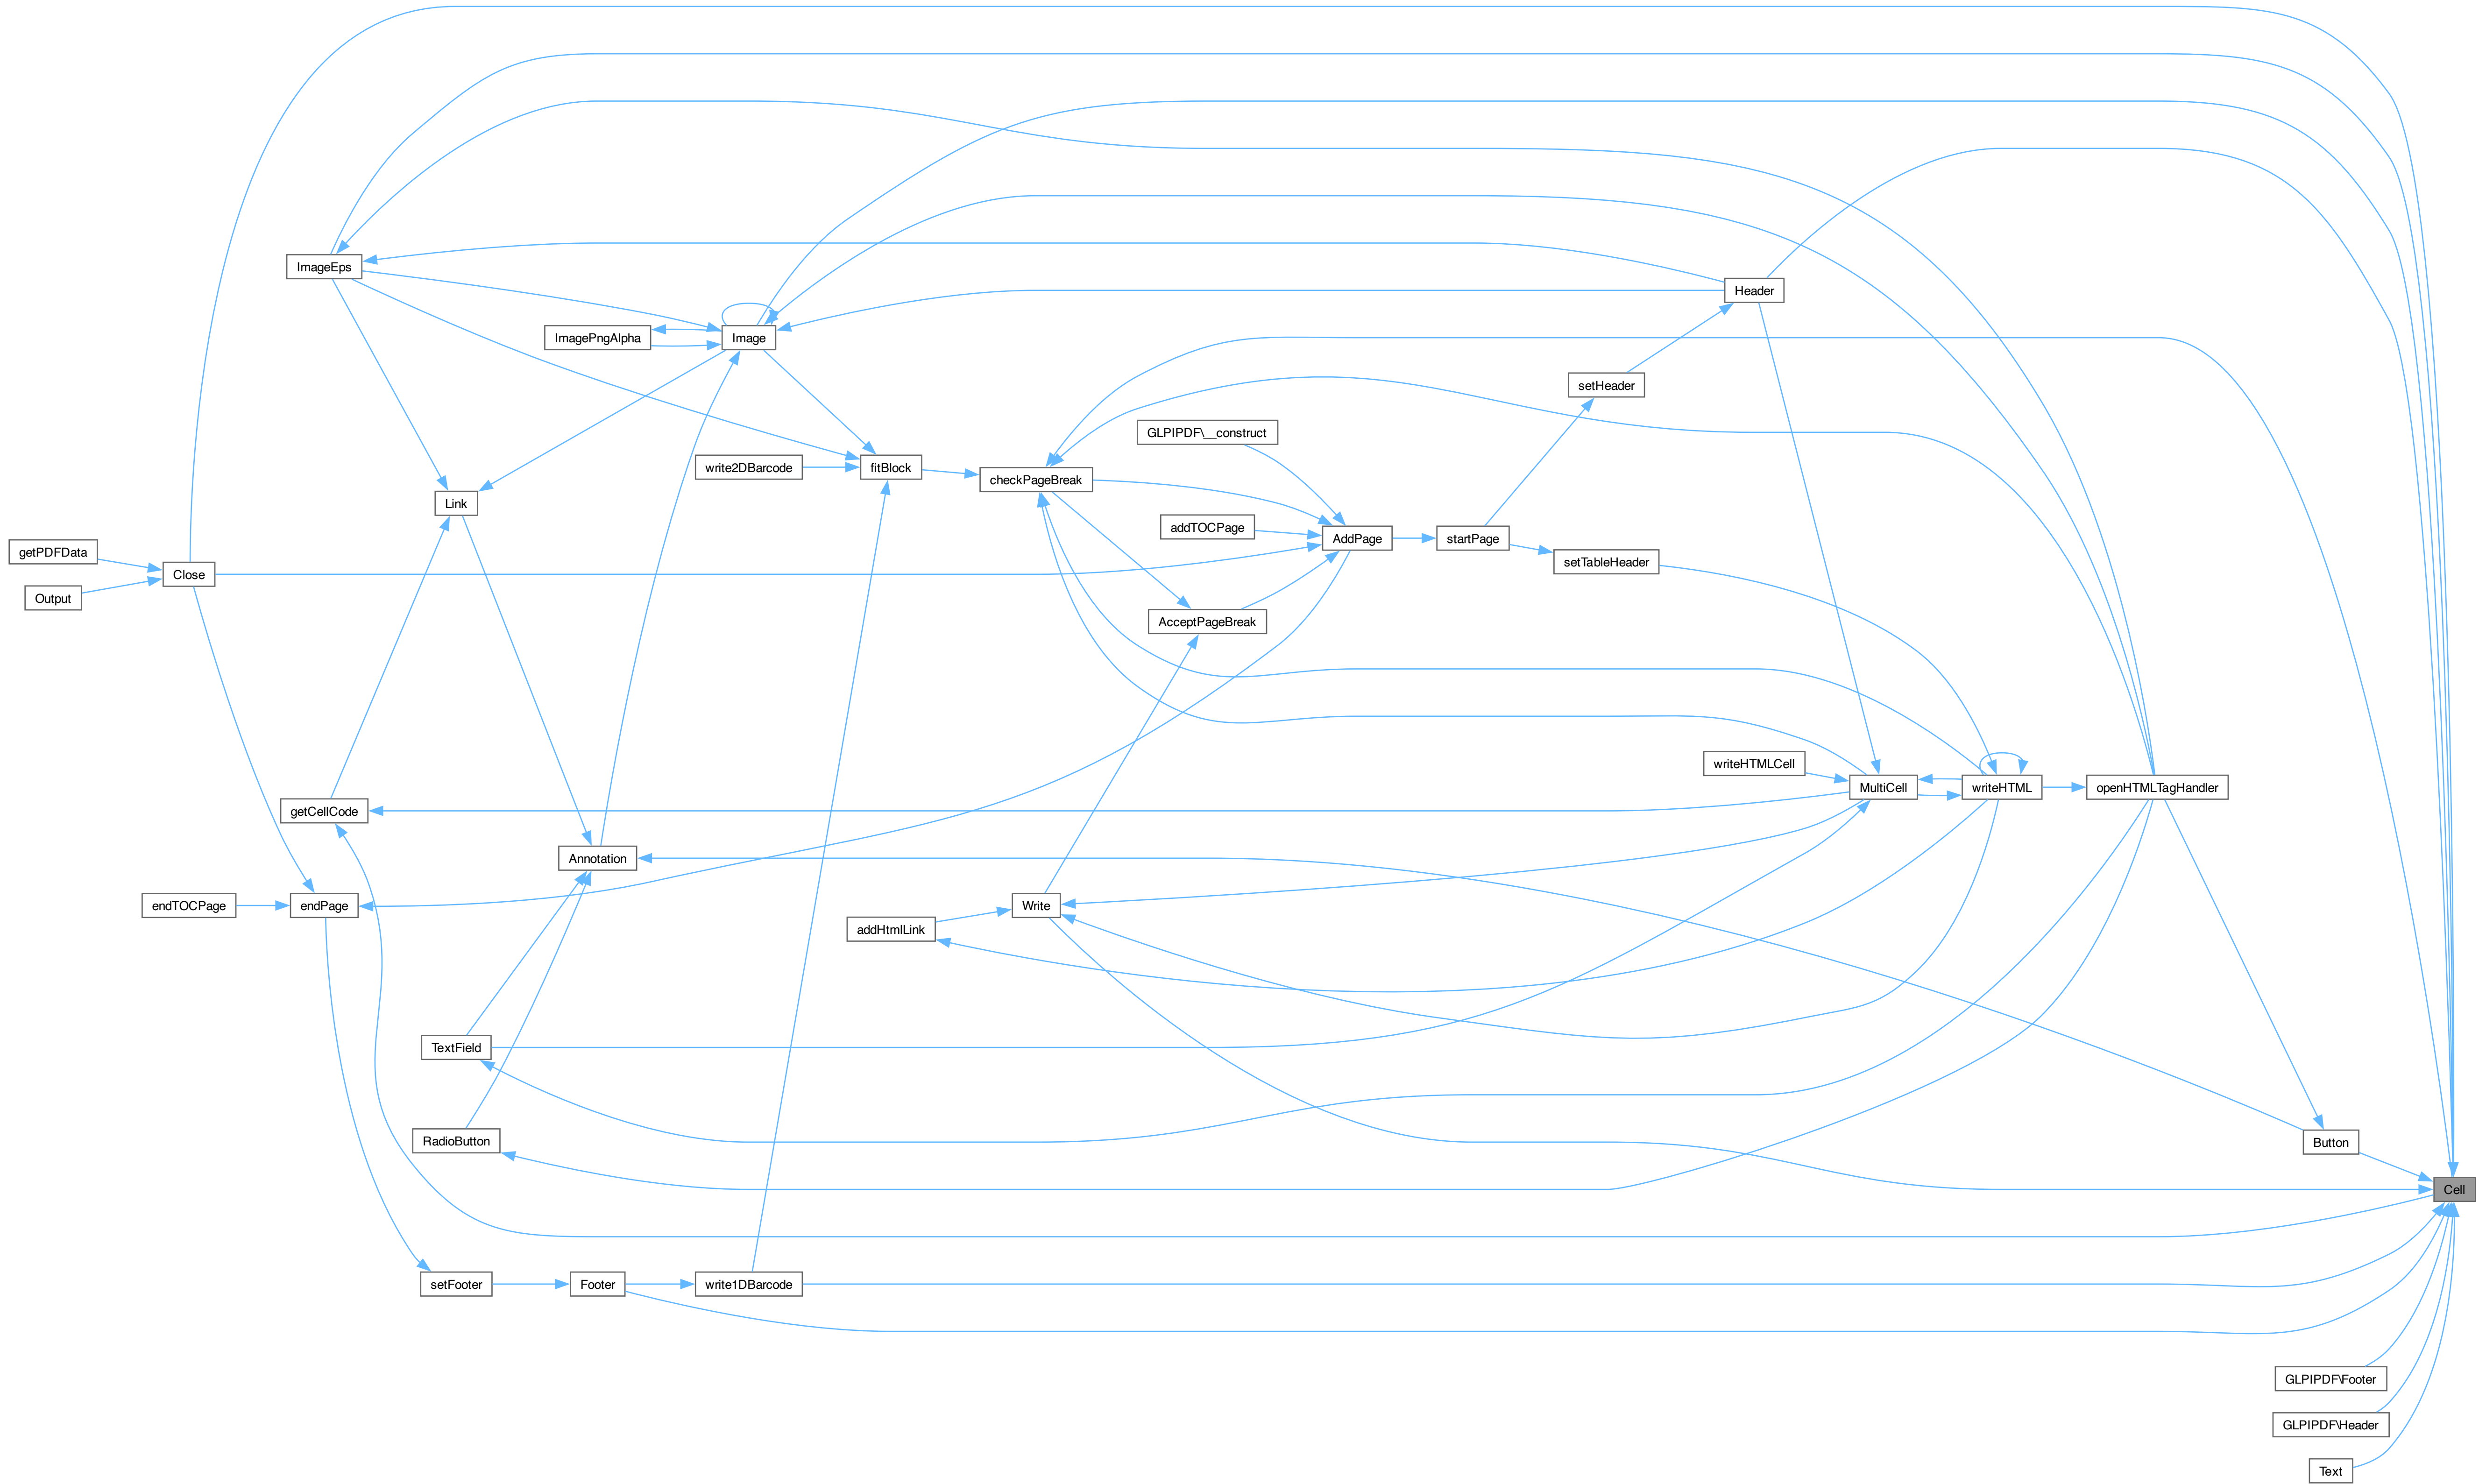 ImageEps
Header
ImagePngAlpha
Image
setHeader
GLPIPDF\__construct
write2DBarcode
fitBlock
checkPageBreak
Link
addTOCPage
AddPage
startPage
getPDFData
setTableHeader
Close
Output
AcceptPageBreak
writeHTMLCell
MultiCell
writeHTML
openHTMLTagHandler
getCellCode
Annotation
endTOCPage
endPage
Write
addHtmlLink
TextField
RadioButton
Button
Cell
setFooter
Footer
write1DBarcode
GLPIPDF\Footer
GLPIPDF\Header
Text